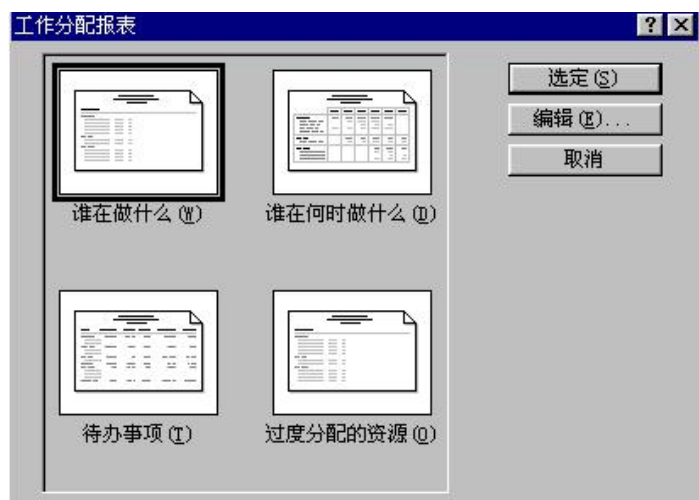 工作分配报表
选定(S)
编辑(E)...
取消
谁在做什么(W)
谁在何时做什么(D)
待办事项(T)
过度分配的资源(O)